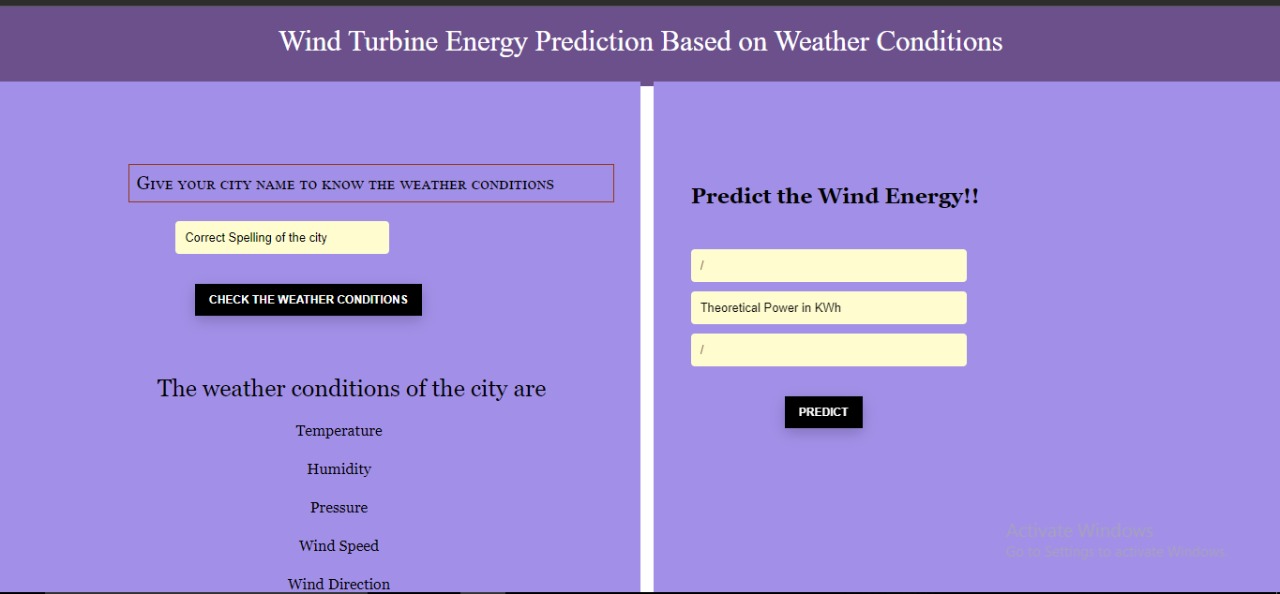 Wind Turbine Energy Prediction Based on Weather Conditions
Give your city name to know the weather conditions
Correct Spelling of the city
CHECK THE WEATHER CONDITIONS
The weather conditions of the city are
Temperature
Humidity
Pressure
Wind Speed
Wind Direction
Predict the Wind Energy!!
/
Theoretical Power in KWh
/
PREDICT
Activate Windows
Go to Settings to activate Windows.